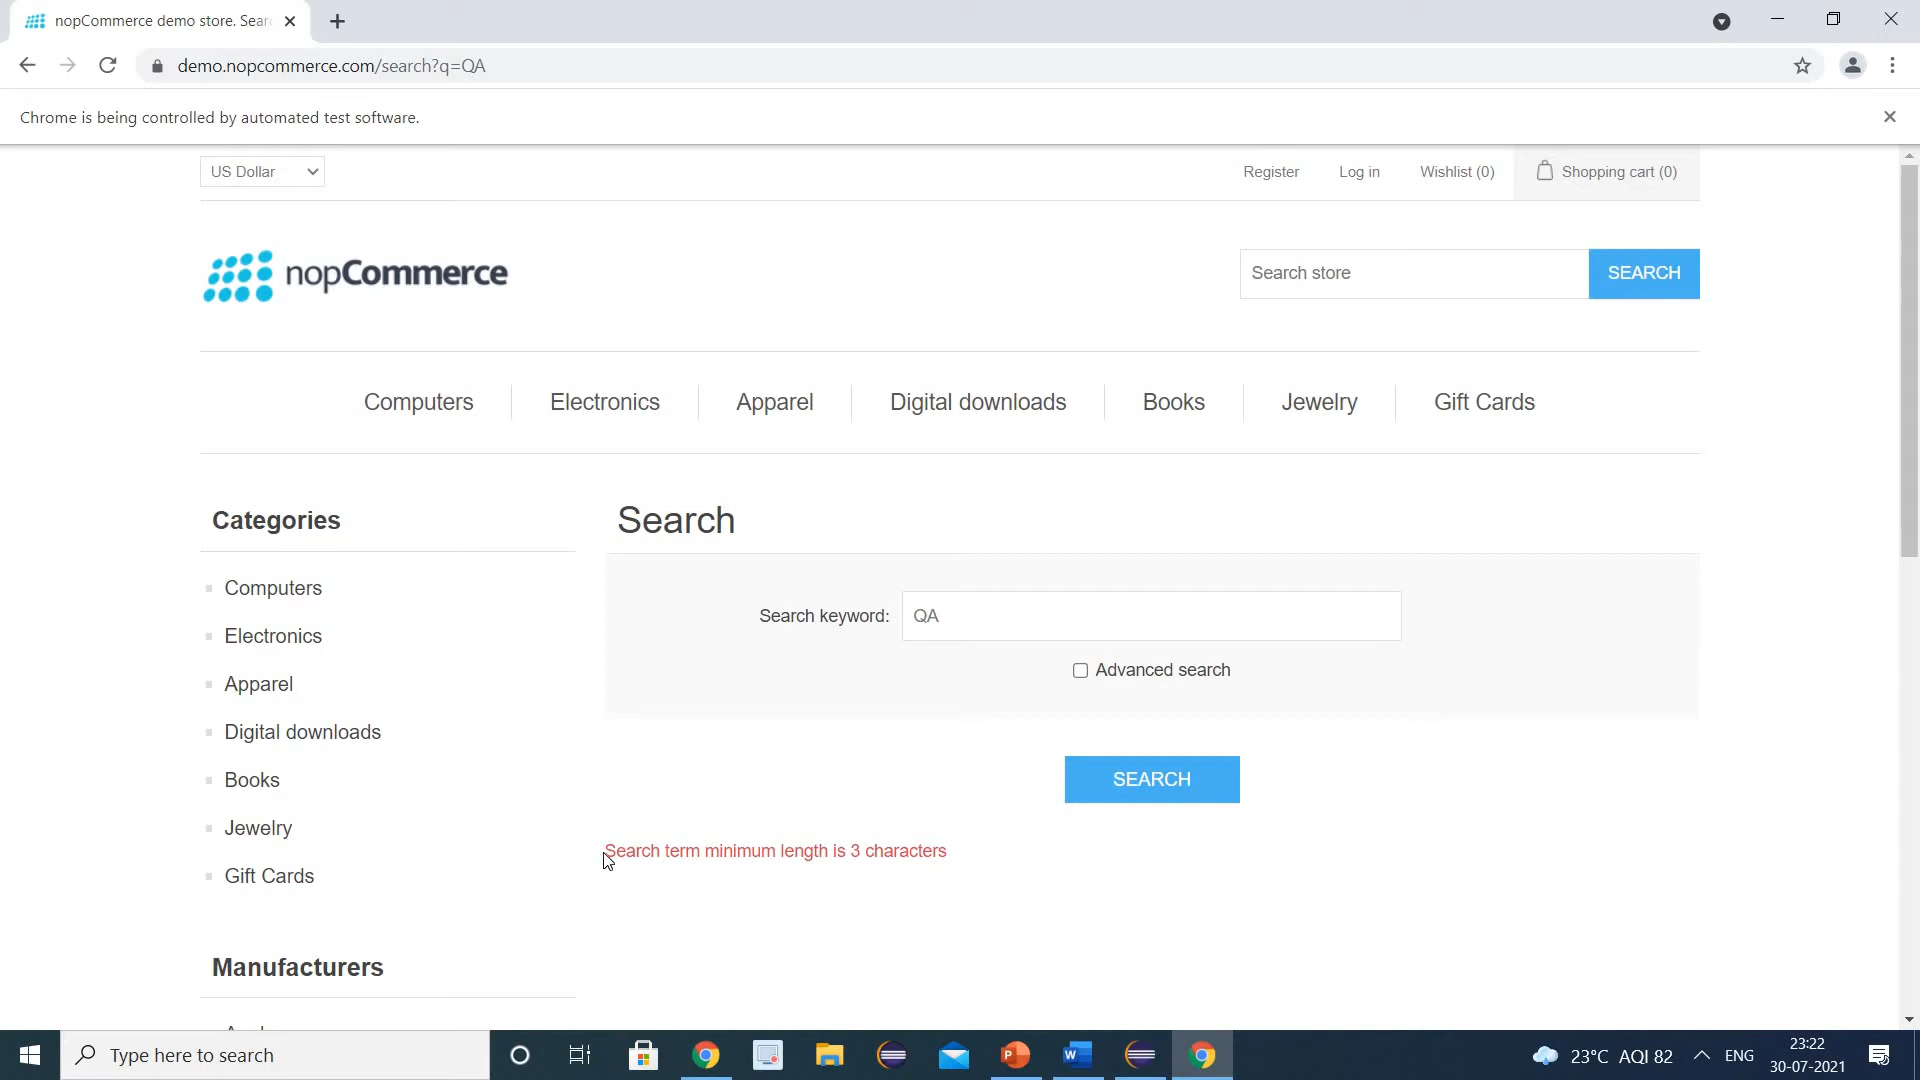 nopCommerce demo store. Sear
demo.nopcommerce.com/search?q=QA
Chrome is being controlled by automated test software.
US Dollar
Register Log in Wishlist (0) Shopping cart (0)
nopCommerce
Search store SEARCH
Computers Electronics Apparel Digital downloads Books Jewelry Gift Cards
Categories
Computers
Electronics
Apparel
Digital downloads
Books
Jewelry
Gift Cards
Manufacturers
Search
Search keyword: QA
Advanced search
SEARCH
Search term minimum length is 3 characters
Type here to search
23°C AQI 82 ENG
23:22
30-07-2021